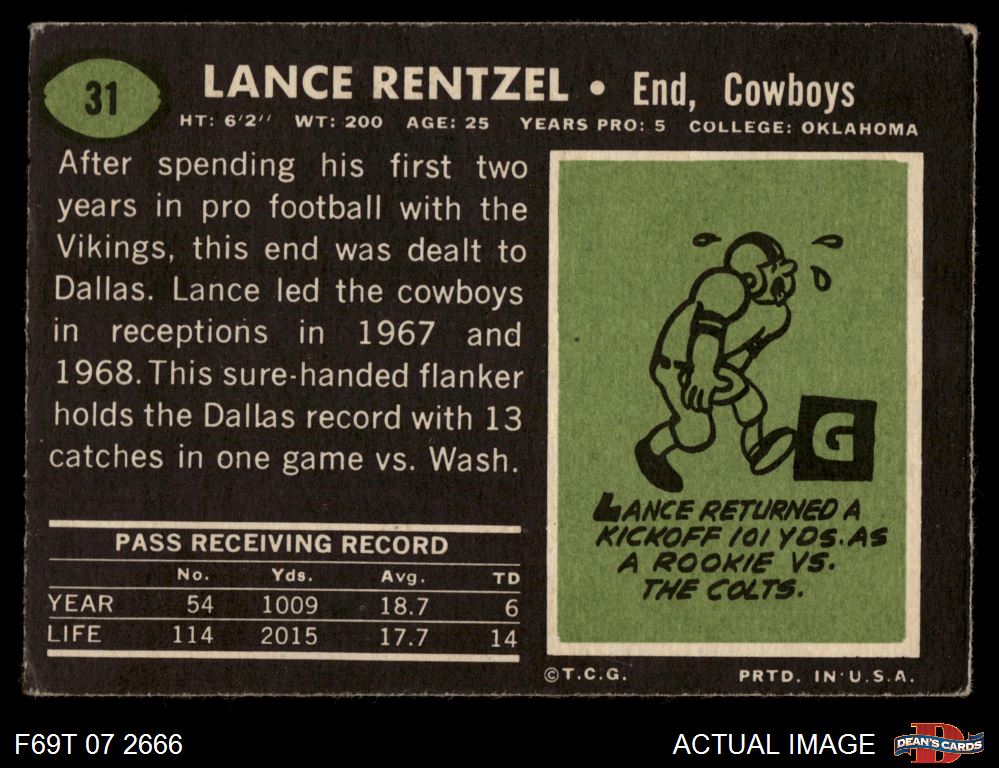 31
LANCE RENTZEL • End, Cowboys
HT: 6'2" WT: 200 AGE: 25 YEARS PRO: 5 COLLEGE: OKLAHOMA
After spending his first two
years in pro football with the
Vikings, this end was dealt to
Dallas. Lance led the cowboys
in receptions in 1967 and
1968. This sure-handed flanker
holds the Dallas record with 13
catches in one game vs. Wash.
G
LANCE RETURNED A
KICKOFF 101 YDS. AS
A ROOKIE VS.
THE COLTS.
PASS RECEIVING RECORD
No. Yds. Avg. TD
YEAR 54 1009 18.7 6
LIFE 114 2015 17.7 14
©T.C.G. PRTD. IN U.S.A.
F69T 07 2666
ACTUAL IMAGE
D
DEAN'S CARDS